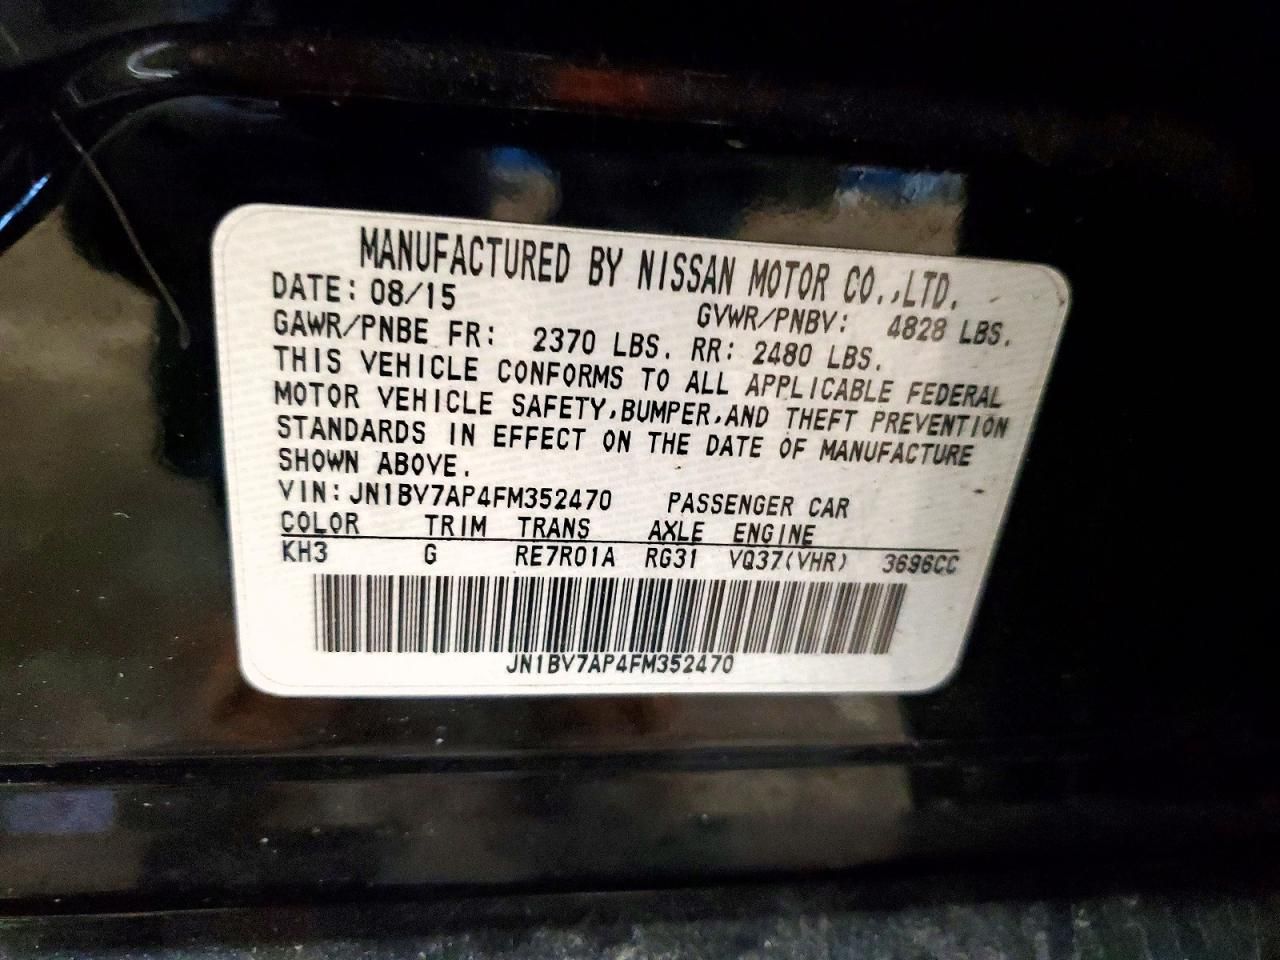 MANUFACTURED BY NISSAN MOTOR CO.,LTD.
DATE: 08/15 GVWR/PNBV: 4828 LBS.
GAWR/PNBE FR: 2370 LBS. RR: 2480 LBS.
THIS VEHICLE CONFORMS TO ALL APPLICABLE FEDERAL
MOTOR VEHICLE SAFETY,BUMPER,AND THEFT PREVENTION
STANDARDS IN EFFECT ON THE DATE OF MANUFACTURE
SHOWN ABOVE.
VIN: JN1BV7AP4FM352470 PASSENGER CAR
COLOR TRIM TRANS AXLE ENGINE
KH3 G RE7R01A RG31 VQ37(VHR) 3696CC
JN1BV7AP4FM352470